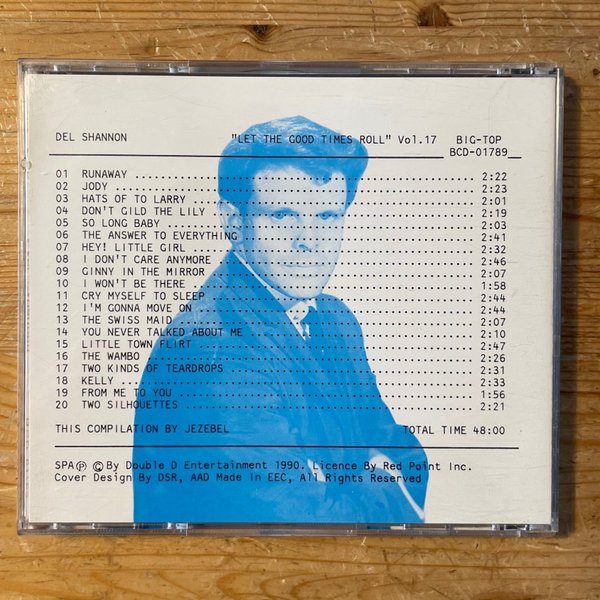 DEL SHANNON "LET THE GOOD TIMES ROLL" Vol.17 BIG-TOP
BCD-01789
01 RUNAWAY 2:22
02 JODY 2:23
03 HATS OF TO LARRY 2:01
04 DON'T GILD THE LILY 2:19
05 SO LONG BABY 2:03
06 THE ANSWER TO EVERYTHING 2:41
07 HEY! LITTLE GIRL 2:32
08 I DON'T CARE ANYMORE 2:46
09 GINNY IN THE MIRROR 2:07
10 I WON'T BE THERE 1:58
11 CRY MYSELF TO SLEEP 2:44
12 I'M GONNA MOVE ON 2:44
13 THE SWISS MAID 2:07
14 YOU NEVER TALKED ABOUT ME 2:10
15 LITTLE TOWN FLIRT 2:47
16 THE WAMBO 2:26
17 TWO KINDS OF TEARDROPS 2:31
18 KELLY 2:33
19 FROM ME TO YOU 1:56
20 TWO SILHOUETTES 2:21
THIS COMPILATION BY JEZEBEL TOTAL TIME 48:00
SPA Ⓟ © By Double D Entertainment 1990. Licence By Red Point Inc.
Cover Design By DSR, AAD Made In EEC, All Rights Reserved